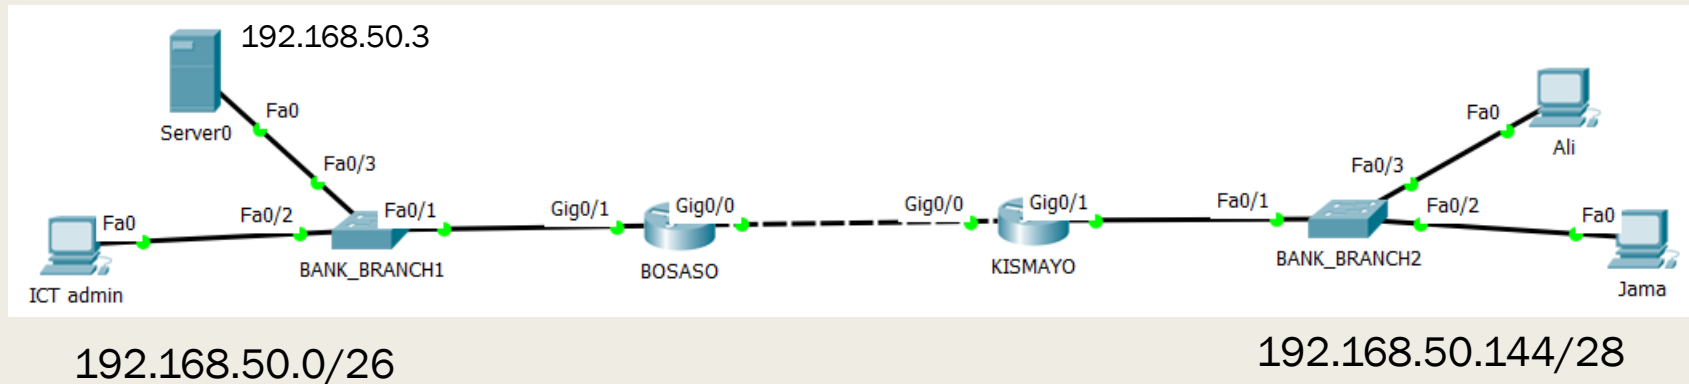 192.168.50.3
Fa0
Server0
Fa0/3
Fa0
Fa0/2
Fa0/1
ICT admin
BANK_BRANCH1
Gig0/1
Gig0/0
BOSASO
Gig0/0
Gig0/1
KISMAYO
Fa0/1
BANK_BRANCH2
Fa0/3
Fa0
Ali
Fa0/2
Fa0
Jama
192.168.50.0/26
192.168.50.144/28